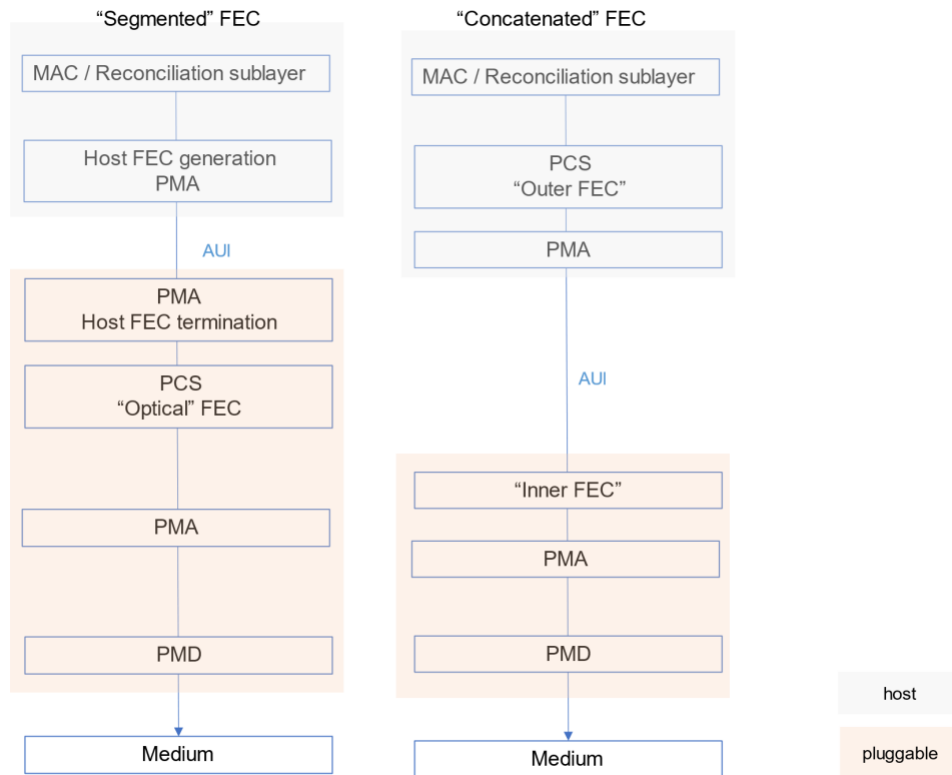 “Segmented” FEC
MAC / Reconciliation sublayer
Host FEC generation
PMA
AUI
PMA
Host FEC termination
PCS
“Optical” FEC
PMA
PMD
Medium
“Concatenated” FEC
MAC / Reconciliation sublayer
PCS
“Outer FEC”
PMA
AUI
“Inner FEC”
PMA
PMD
Medium
host
pluggable